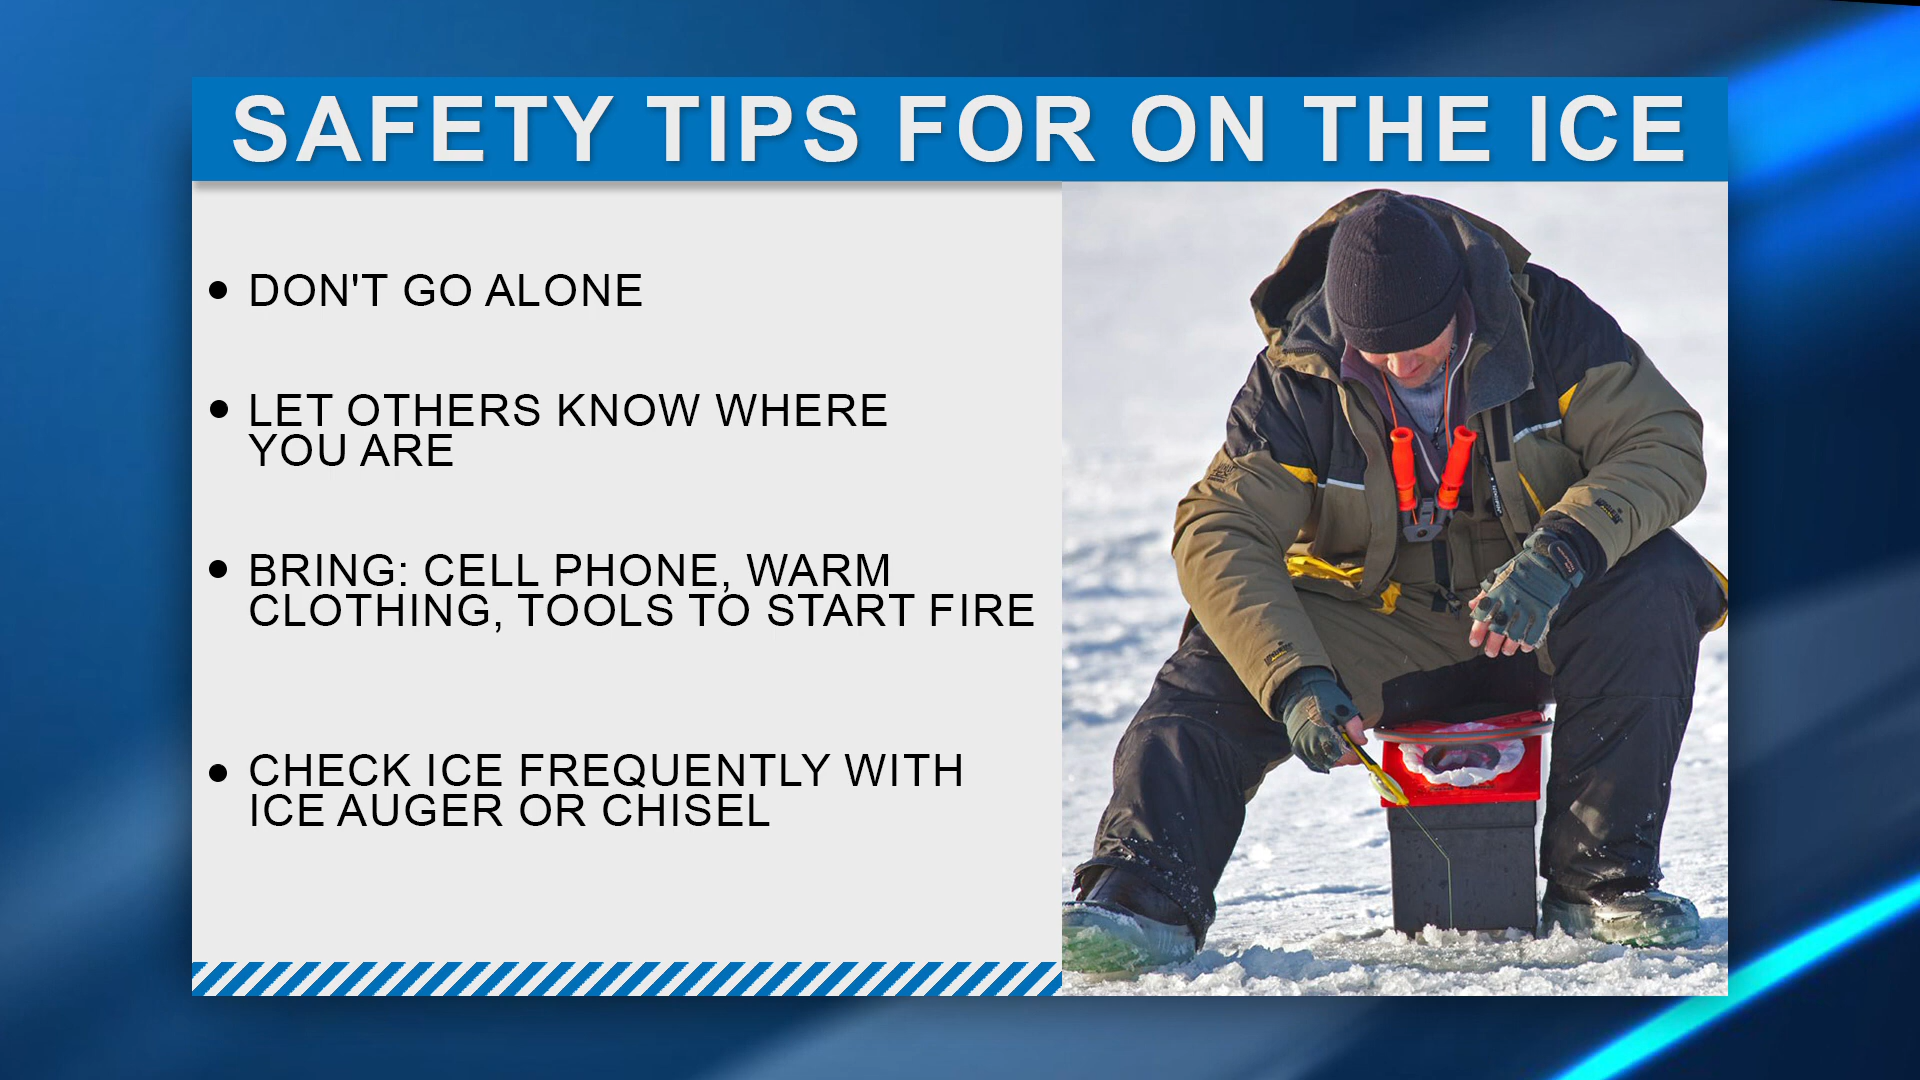 SAFETY TIPS FOR ON THE ICE
• DON'T GO ALONE
• LET OTHERS KNOW WHERE
YOU ARE
• BRING: CELL PHONE, WARM
CLOTHING, TOOLS TO START FIRE
• CHECK ICE FREQUENTLY WITH
ICE AUGER OR CHISEL